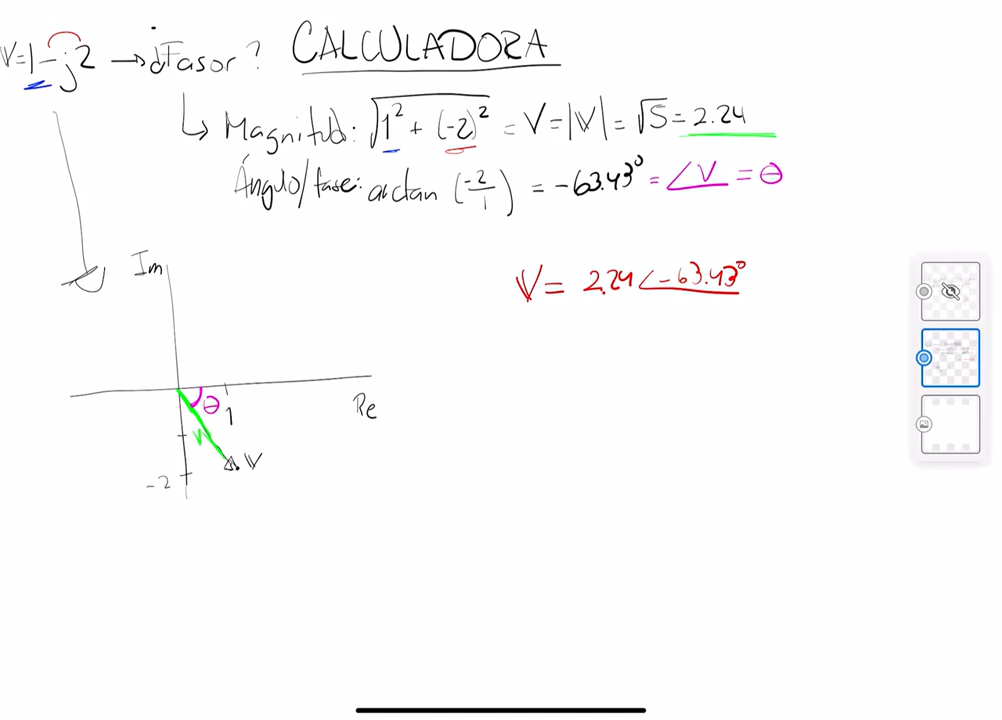 V=1-j2 → ¿Fasor? CALCULADORA
↳ Magnitud: √(1² + (-2)²) = V = |V| = √5 = 2.24
Ángulo/fase: arctan (-2/1) = -63.43° = ∠V = θ
Im
V = 2.24∠-63.43°
θ
1
Re
V
V
-2